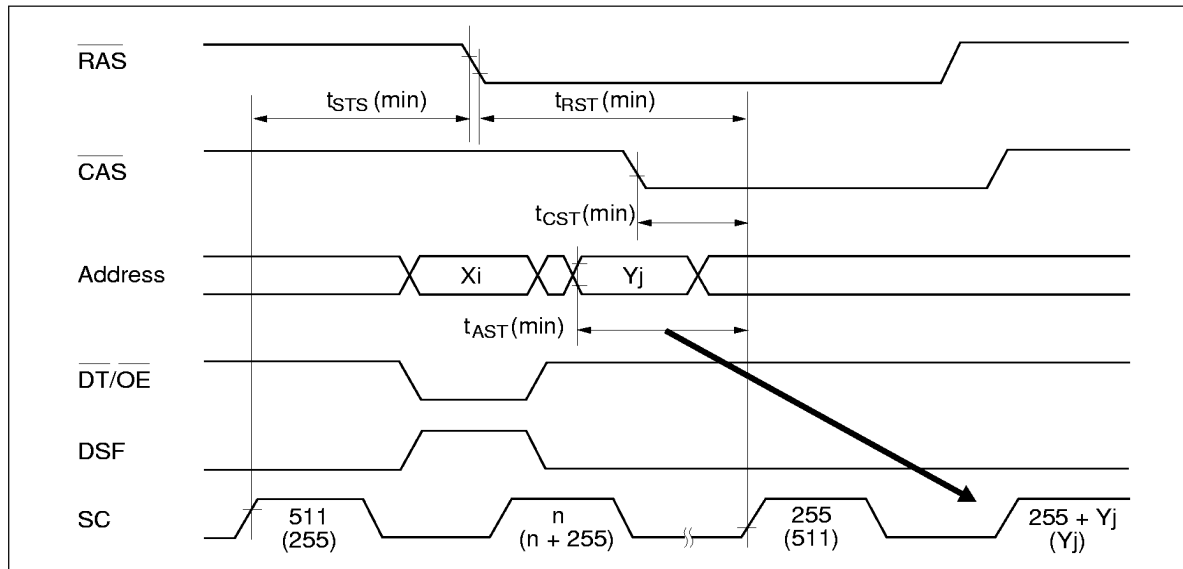 RAS
tSTS (min)
tRST (min)
CAS
tCST (min)
Address
Xi
Yj
tAST (min)
DT/OE
DSF
SC
511
(255)
n
(n + 255)
255
(511)
255 + Yj
(Yj)